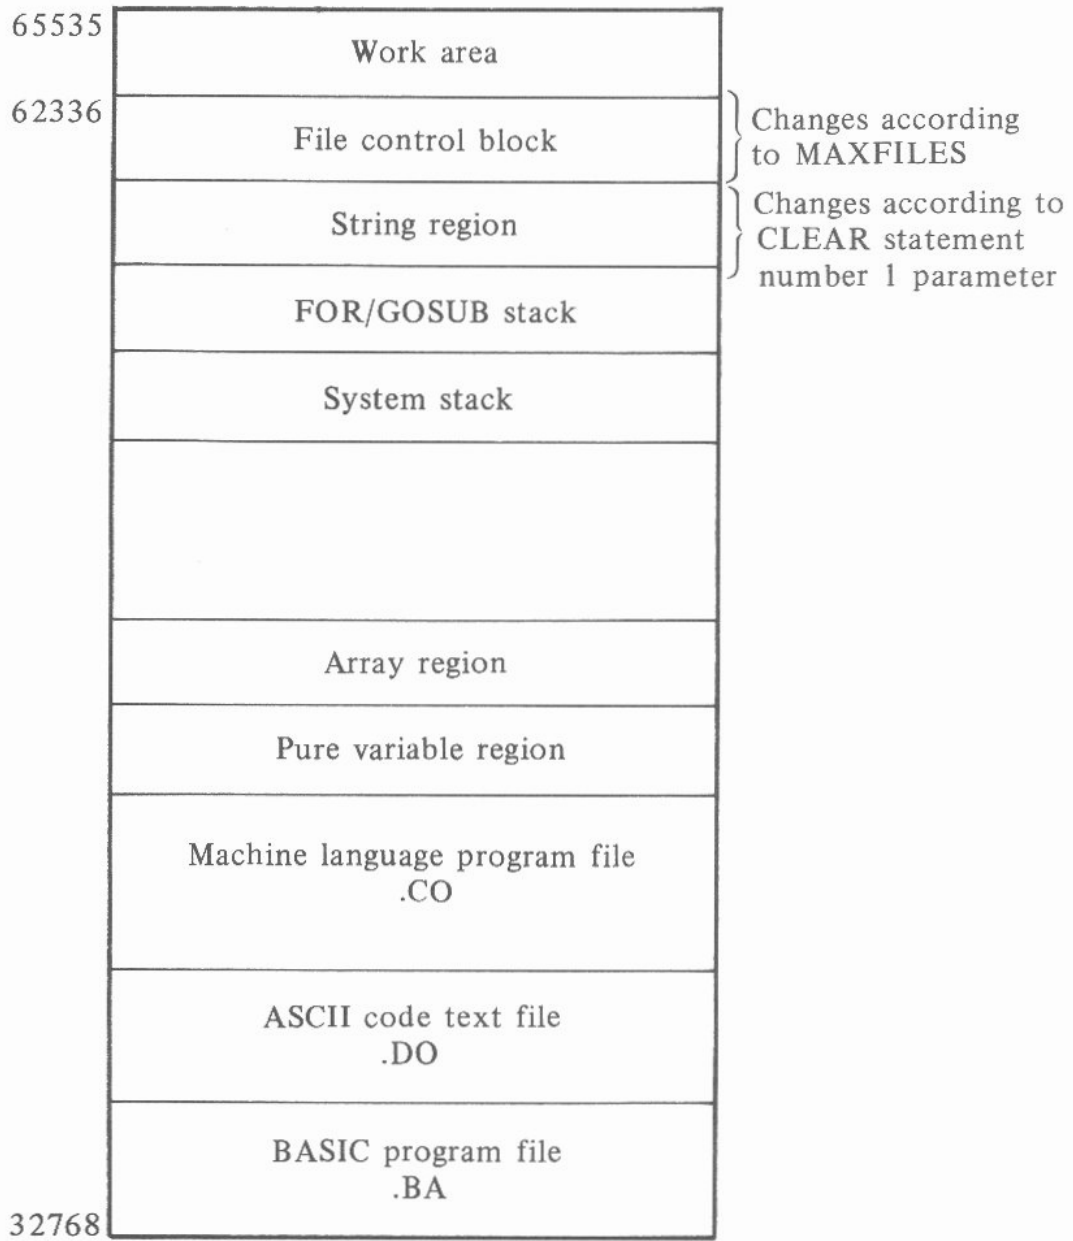 65535
Work area
62336
File control block
Changes according
to MAXFILES
String region
Changes according to
CLEAR statement
number 1 parameter
FOR/GOSUB stack
System stack
Array region
Pure variable region
Machine language program file
.CO
ASCII code text file
.DO
BASIC program file
.BA
32768